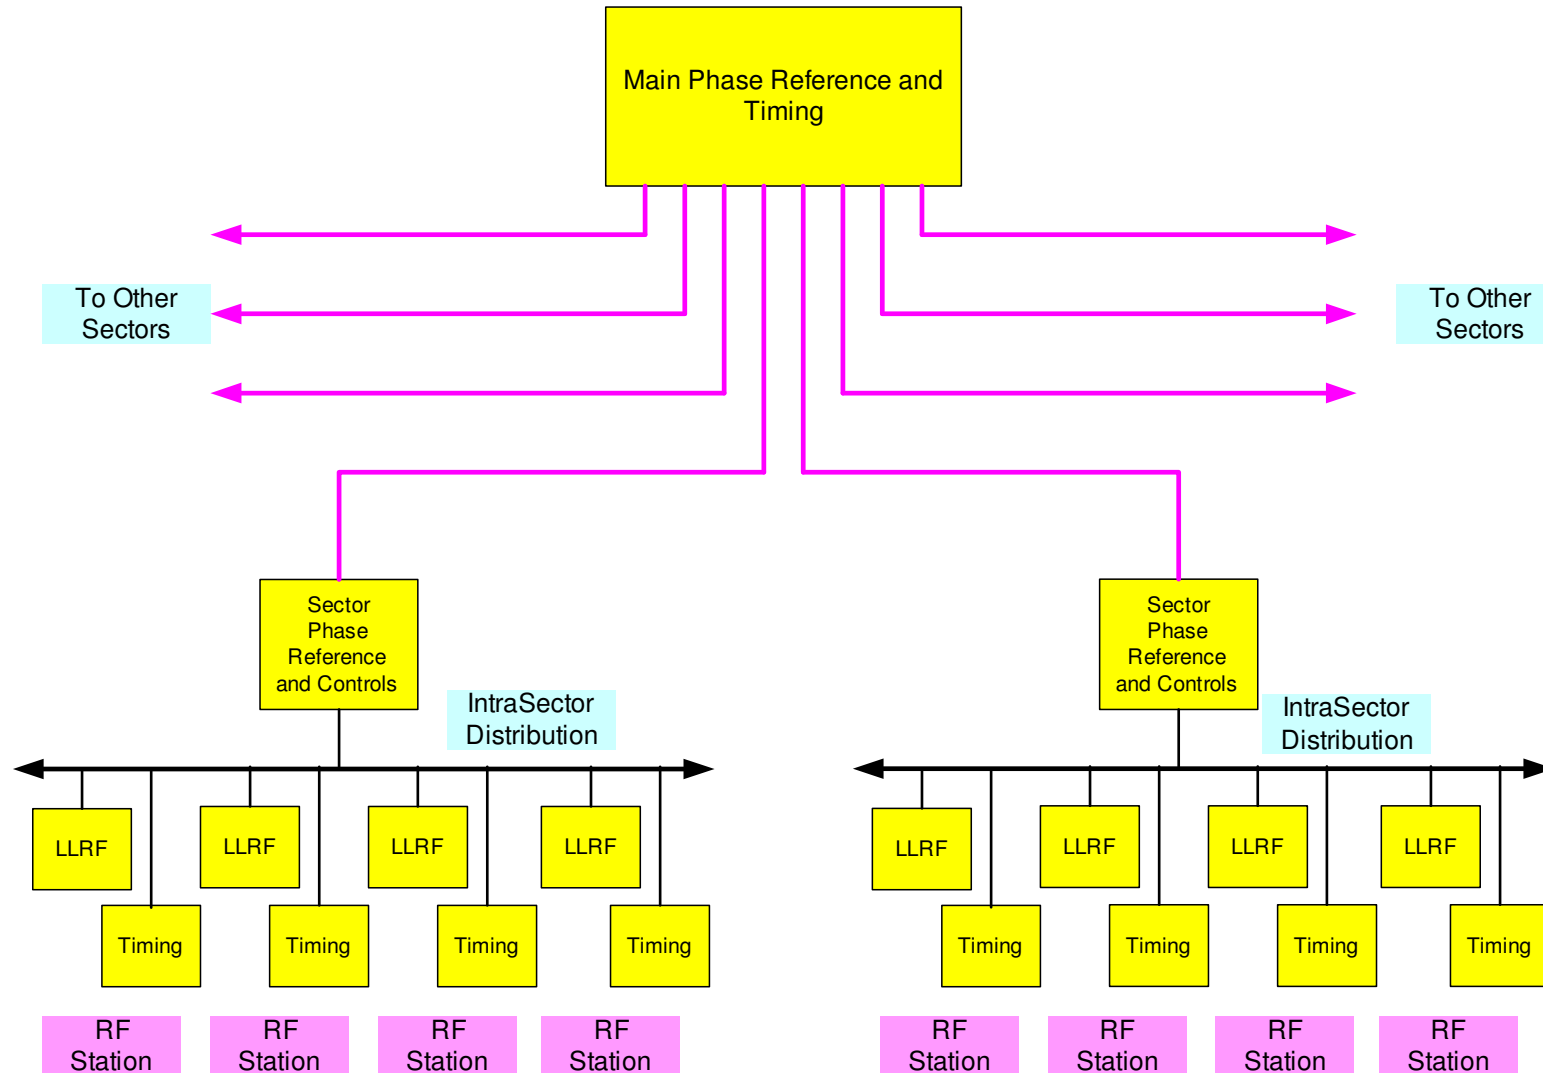 Main Phase Reference and
Timing
To Other
Sectors
To Other
Sectors
Sector
Phase
Reference
and Controls
Sector
Phase
Reference
and Controls
IntraSector
Distribution
IntraSector
Distribution
LLRF
LLRF
LLRF
LLRF
LLRF
LLRF
LLRF
LLRF
Timing
Timing
Timing
Timing
Timing
Timing
Timing
Timing
RF
Station
RF
Station
RF
Station
RF
Station
RF
Station
RF
Station
RF
Station
RF
Station